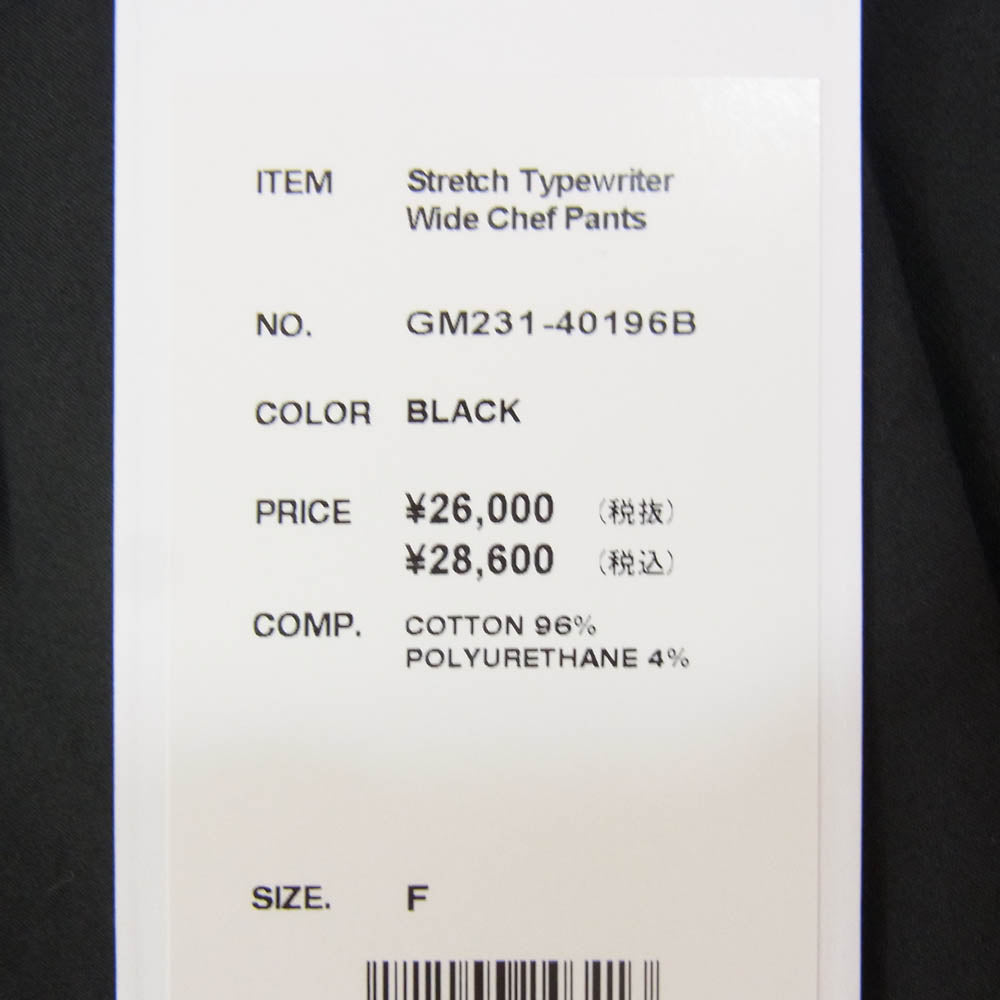 ITEM Stretch Typewriter
Wide Chef Pants
NO. GM231-40196B
COLOR BLACK
PRICE ¥26,000 (税抜)
¥28,600 (税込)
COMP. COTTON 96%
POLYURETHANE 4%
SIZE. F